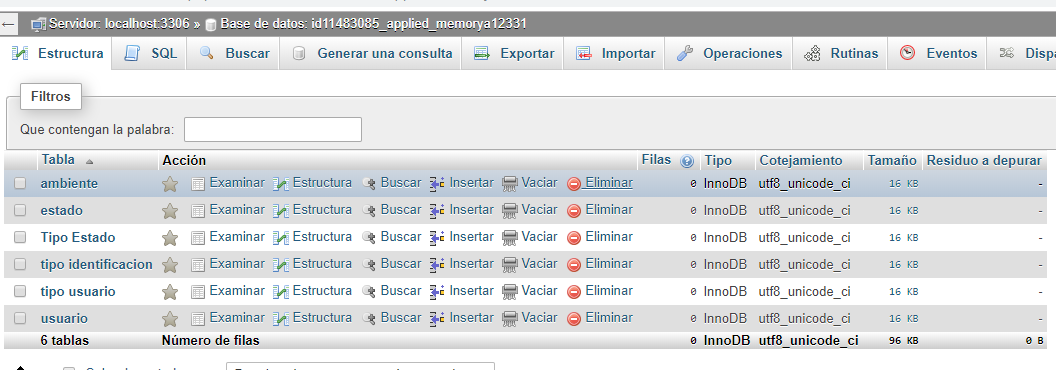 Servidor: localhost:3306 » Base de datos: id11483085_applied_memorya12331
Estructura SQL Buscar Generar una consulta Exportar Importar Operaciones Rutinas Eventos
Filtros
Que contengan la palabra:
Tabla Acción Filas Tipo Cotejamiento Tamaño Residuo a depurar
ambiente Examinar Estructura Buscar Insertar Vaciar Eliminar 0 InnoDB utf8_unicode_ci 16 KB -
estado Examinar Estructura Buscar Insertar Vaciar Eliminar 0 InnoDB utf8_unicode_ci 16 KB -
Tipo Estado Examinar Estructura Buscar Insertar Vaciar Eliminar 0 InnoDB utf8_unicode_ci 16 KB -
tipo identificacion Examinar Estructura Buscar Insertar Vaciar Eliminar 0 InnoDB utf8_unicode_ci 16 KB -
tipo usuario Examinar Estructura Buscar Insertar Vaciar Eliminar 0 InnoDB utf8_unicode_ci 16 KB -
usuario Examinar Estructura Buscar Insertar Vaciar Eliminar 0 InnoDB utf8_unicode_ci 16 KB -
6 tablas Número de filas 0 InnoDB utf8_unicode_ci 96 KB 0 B